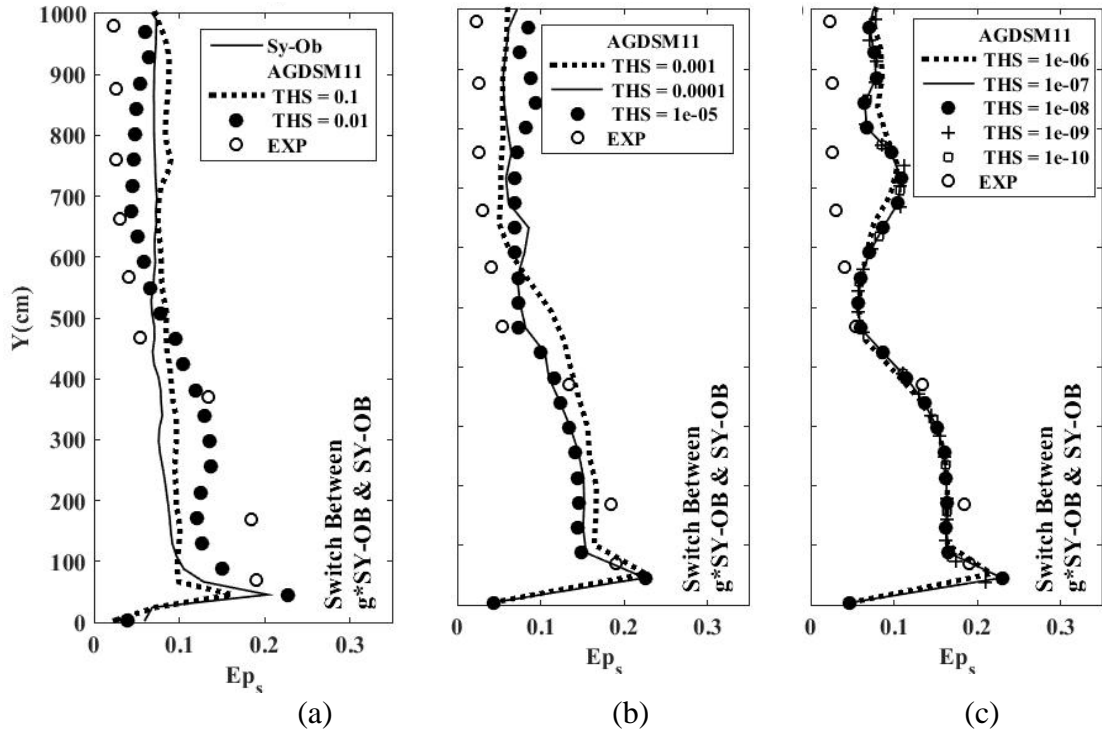 1000
900
800
700
600
500
400
300
200
100
0
Y(cm)
0
0.1
0.2
0.3
Ep_s
Sy-Ob
AGDSM11
THS = 0.1
THS = 0.01
EXP
Switch Between
g*SY-OB & SY-OB
(a)
AGDSM11
THS = 0.001
THS = 0.0001
THS = 1e-05
EXP
Switch Between
g*SY-OB & SY-OB
0
0.1
0.2
0.3
Ep_s
(b)
AGDSM11
THS = 1e-06
THS = 1e-07
THS = 1e-08
THS = 1e-09
THS = 1e-10
EXP
Switch Between
g*SY-OB & SY-OB
0
0.1
0.2
0.3
Ep_s
(c)